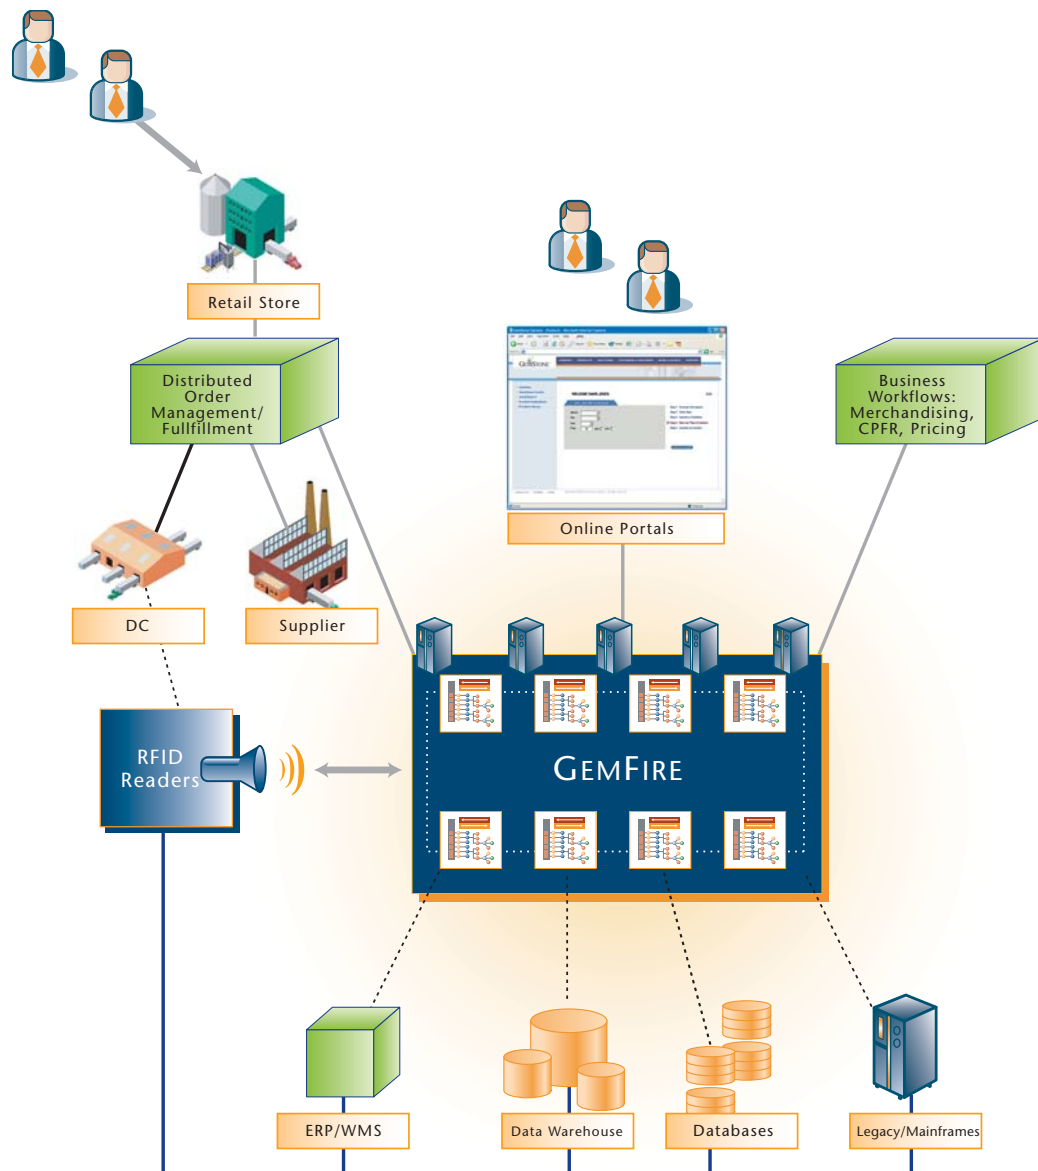 Retail Store
Distributed
Order
Management/
Fullfillment
Business
Workflows:
Merchandising,
CPFR, Pricing
GEMSTONE
Online Portals
DC
Supplier
RFID
Readers
GEMFIRE
ERP/WMS
Data Warehouse
Databases
Legacy/Mainframes